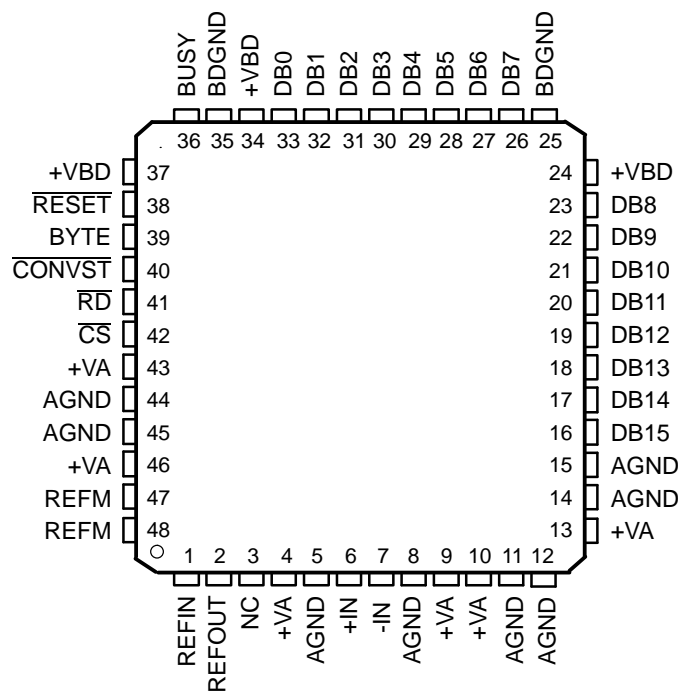 BUSY BDGND +VBD DB0 DB1 DB2 DB3 DB4 DB5 DB6 DB7 BDGND
36 35 34 33 32 31 30 29 28 27 26 25
+VBD 37 24 +VBD
RESET 38 23 DB8
BYTE 39 22 DB9
CONVST 40 21 DB10
RD 41 20 DB11
CS 42 19 DB12
+VA 43 18 DB13
AGND 44 17 DB14
AGND 45 16 DB15
+VA 46 15 AGND
REFM 47 14 AGND
REFM 48 13 +VA
1 2 3 4 5 6 7 8 9 10 11 12
REFIN REFOUT NC +VA AGND +IN -IN AGND +VA +VA AGND AGND